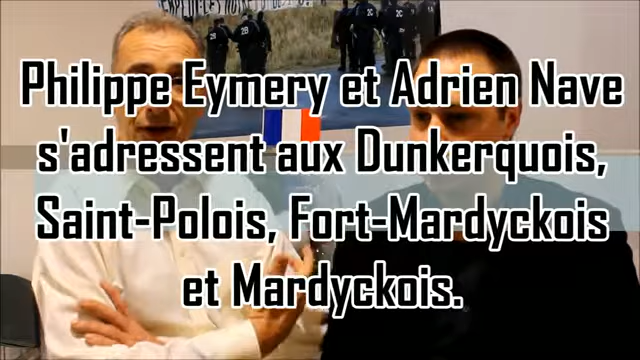 Philippe Eymery et Adrien Nave
s'adressent aux Dunkerquois,
Saint-Polois, Fort-Mardyckois
et Mardyckois.